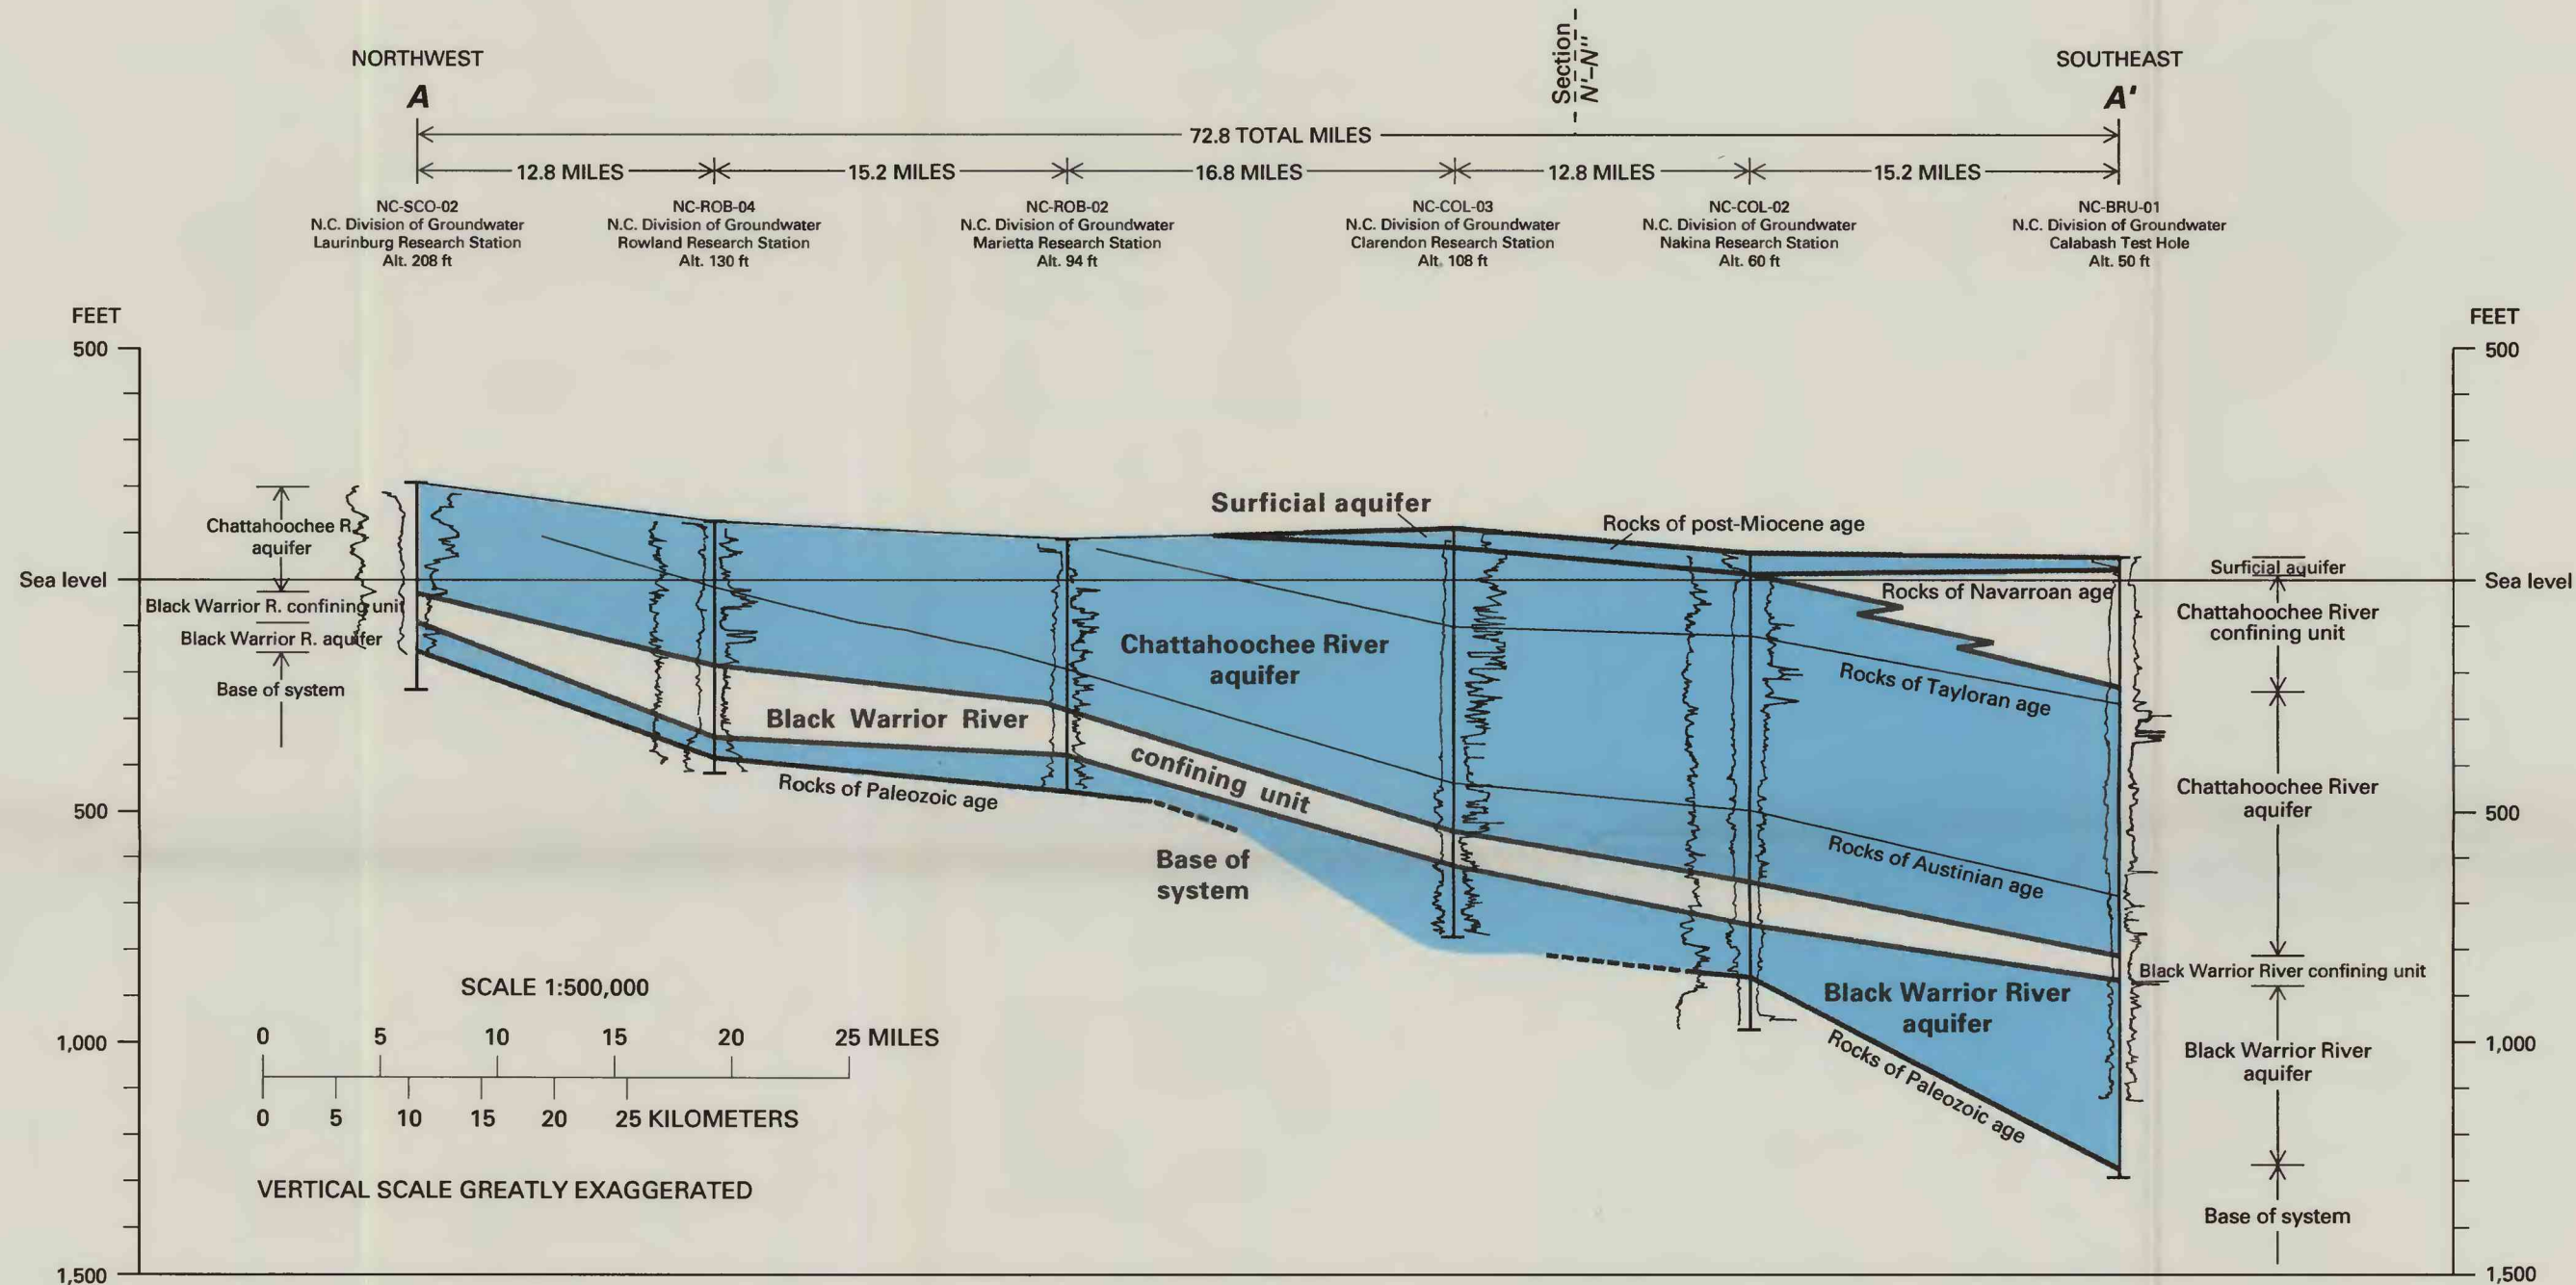 NORTHWEST
A
SOUTHEAST
A'
Section
N'–N"
72.8 TOTAL MILES
12.8 MILES
15.2 MILES
16.8 MILES
12.8 MILES
15.2 MILES
NC-SCO-02
N.C. Division of Groundwater
Laurinburg Research Station
Alt. 208 ft
NC-ROB-04
N.C. Division of Groundwater
Rowland Research Station
Alt. 130 ft
NC-ROB-02
N.C. Division of Groundwater
Marietta Research Station
Alt. 94 ft
NC-COL-03
N.C. Division of Groundwater
Clarendon Research Station
Alt. 108 ft
NC-COL-02
N.C. Division of Groundwater
Nakina Research Station
Alt. 60 ft
NC-BRU-01
N.C. Division of Groundwater
Calabash Test Hole
Alt. 50 ft
FEET
500
Sea level
500
1,000
1,500
Chattahoochee R.
aquifer
Black Warrior R. confining unit
Black Warrior R. aquifer
Base of system
Surficial aquifer
Rocks of post-Miocene age
Rocks of Navarroan age
Chattahoochee River
aquifer
Rocks of Tayloran age
Black Warrior River
confining unit
Rocks of Paleozoic age
Base of
system
Rocks of Austinian age
Black Warrior River
aquifer
Rocks of Paleozoic age
FEET
500
Sea level
500
1,000
1,500
Surficial aquifer
Chattahoochee River
confining unit
Chattahoochee River
aquifer
Black Warrior River confining unit
Black Warrior River
aquifer
Base of system
SCALE 1:500,000
0 5 10 15 20 25 MILES
0 5 10 15 20 25 KILOMETERS
VERTICAL SCALE GREATLY EXAGGERATED